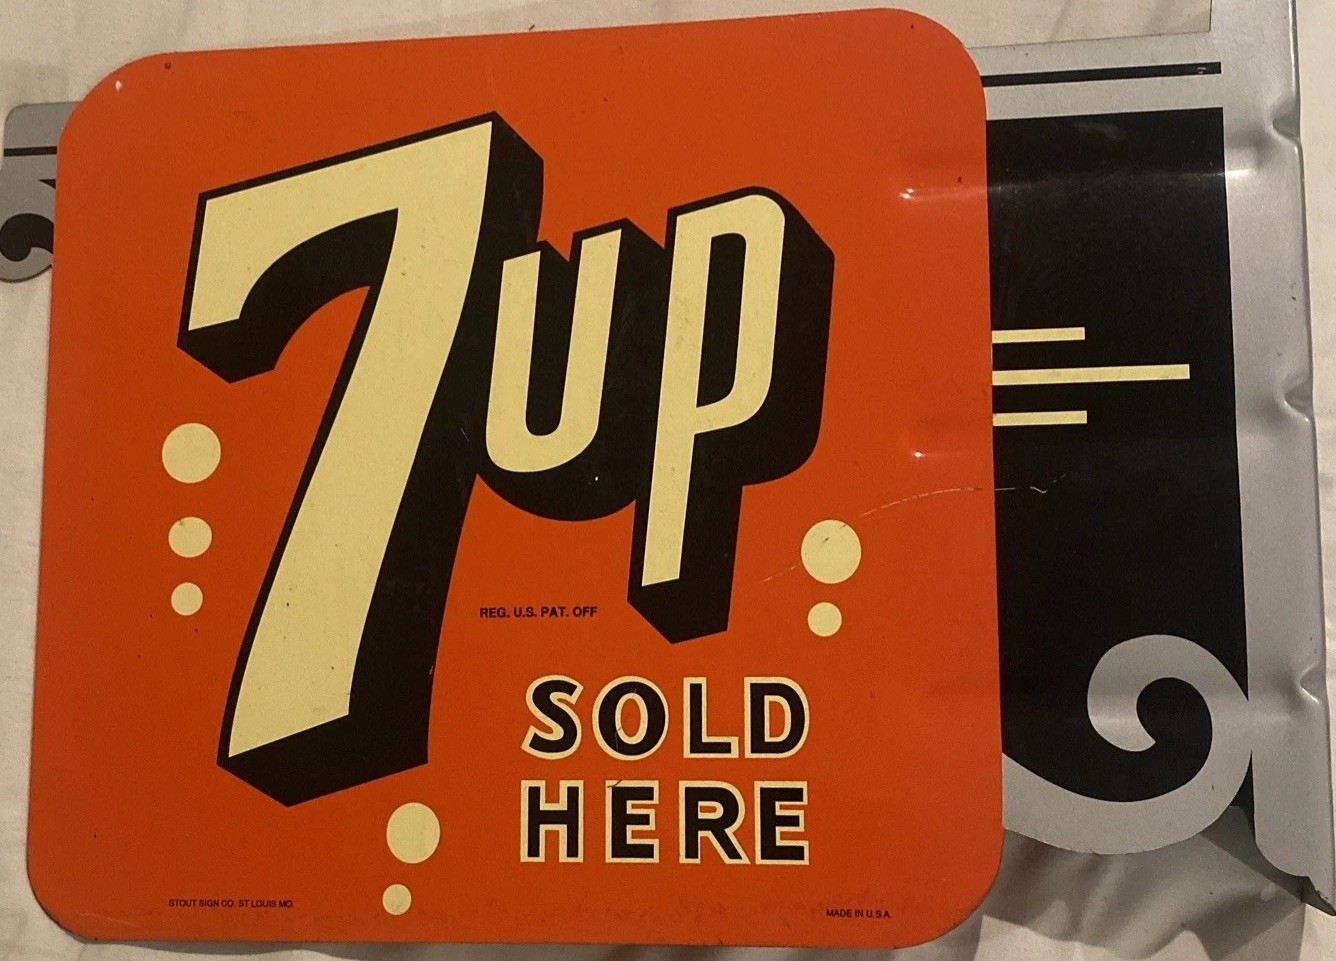 7up
REG. U.S. PAT. OFF
SOLD
HERE
STOUT SIGN CO. ST LOUIS MO.
MADE IN U.S.A.